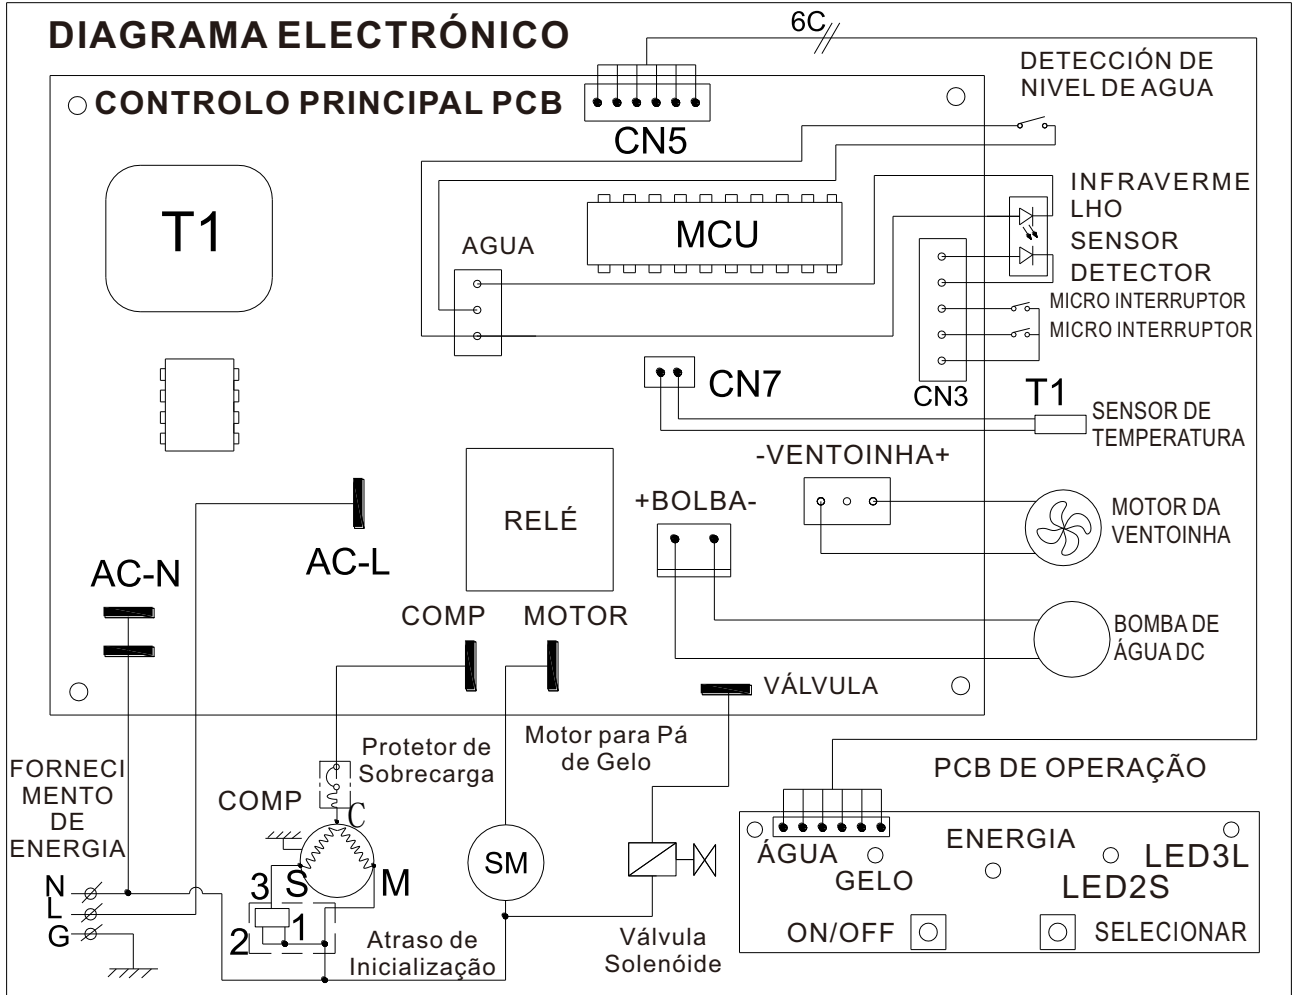 DIAGRAMA ELECTRÓNICO
6C
DETECCIÓN DE
NIVEL DE AGUA
CONTROLO PRINCIPAL PCB
CN5
T1
MCU
INFRAVERME
LHO
SENSOR
DETECTOR
AGUA
MICRO INTERRUPTOR
MICRO INTERRUPTOR
CN7
CN3
T1
SENSOR DE
TEMPERATURA
-VENTOINHA+
+BOLBA-
RELÉ
MOTOR DA
VENTOINHA
AC-N
AC-L
COMP
MOTOR
BOMBA DE
ÁGUA DC
VÁLVULA
Protetor de
Sobrecarga
Motor para Pá
de Gelo
FORNECI
MENTO
DE
ENERGIA
COMP
C
PCB DE OPERAÇÃO
SM
3
S
M
N
L
G
2
1
Atraso de
Inicialização
Válvula
Solenóide
ÁGUA
GELO
ENERGIA
LED3L
LED2S
ON/OFF
SELECIONAR